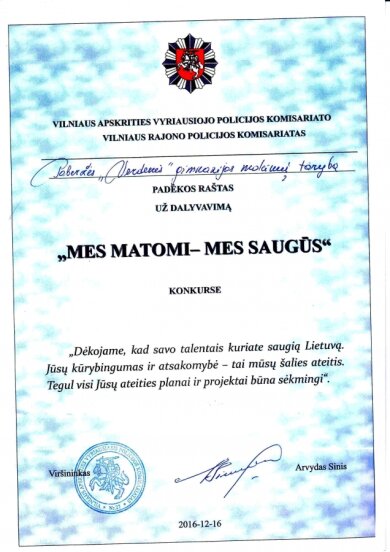 VILNIAUS APSKRITIES VYRIAUSIOJO POLICIJOS KOMISARIATO
VILNIAUS RAJONO POLICIJOS KOMISARIATAS
Paberžės „Verdenės" gimnazijos mokinių taryba
PADĖKOS RAŠTAS
UŽ DALYVAVIMĄ
„MES MATOMI– MES SAUGŪS“
KONKURSE
„Dėkojame, kad savo talentais kuriate saugią Lietuvą.
Jūsų kūrybingumas ir atsakomybė – tai mūsų šalies ateitis.
Tegul visi Jūsų ateities planai ir projektai būna sėkmingi“.
Viršininkas
Arvydas Sinis
2016-12-16